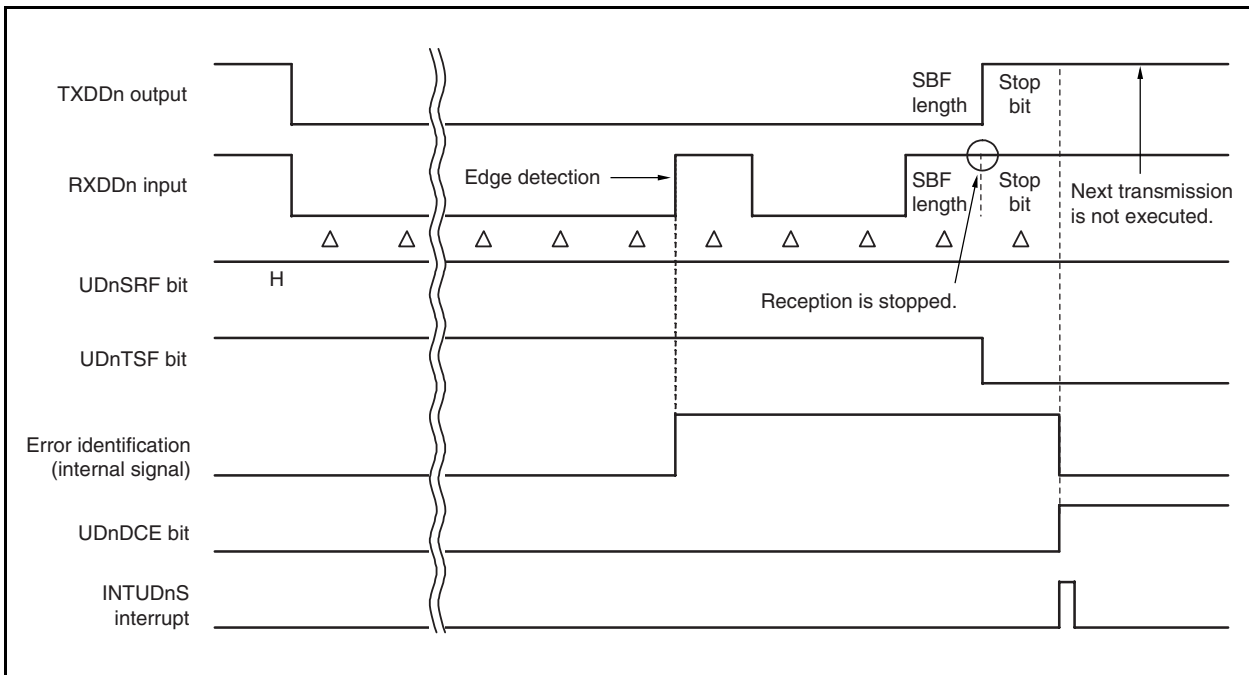 TXDDn output
SBF
length
Stop
bit
RXDDn input
Edge detection
SBF
length
Stop
bit
Next transmission
is not executed.
UDnSRF bit
H
Reception is stopped.
UDnTSF bit
Error identification
(internal signal)
UDnDCE bit
INTUDnS
interrupt